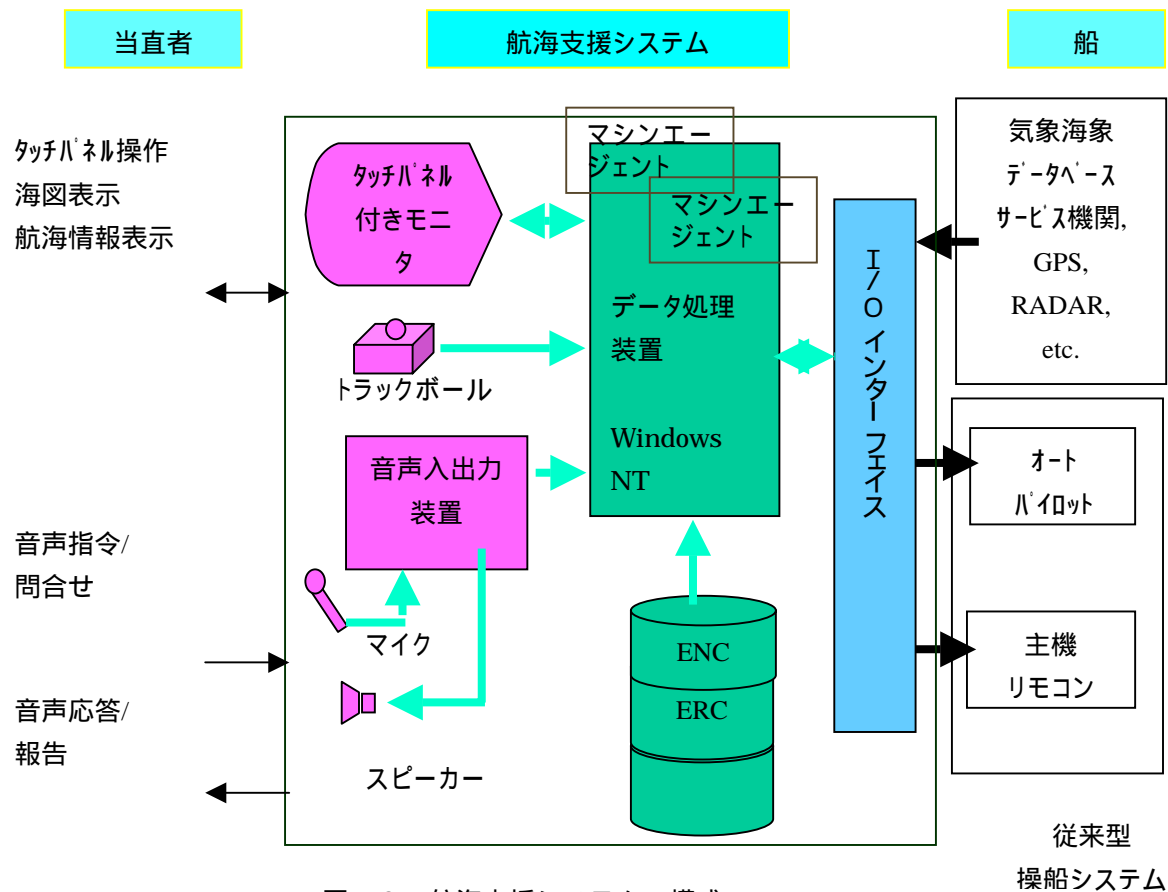 当直者
航海支援システム
船
ﾀｯﾁﾊﾟﾈﾙ操作
海図表示
航海情報表示
音声指令/
問合せ
音声応答/
報告
ﾀｯﾁﾊﾟﾈﾙ
付きモニ
タ
トラックボール
音声入出力
装置
マイク
スピーカー
マシンエー
ジェント
マシンエー
ジェント
データ処理
装置
Windows
NT
ENC
ERC
I/Oインターフェイス
気象海象
ﾃﾞｰﾀﾍﾞｰｽ
ｻｰﾋﾞｽ機関,
GPS,
RADAR,
etc.
ｵｰﾄ
ﾊﾟｲﾛｯﾄ
主機
リモコン
従来型
操船システム